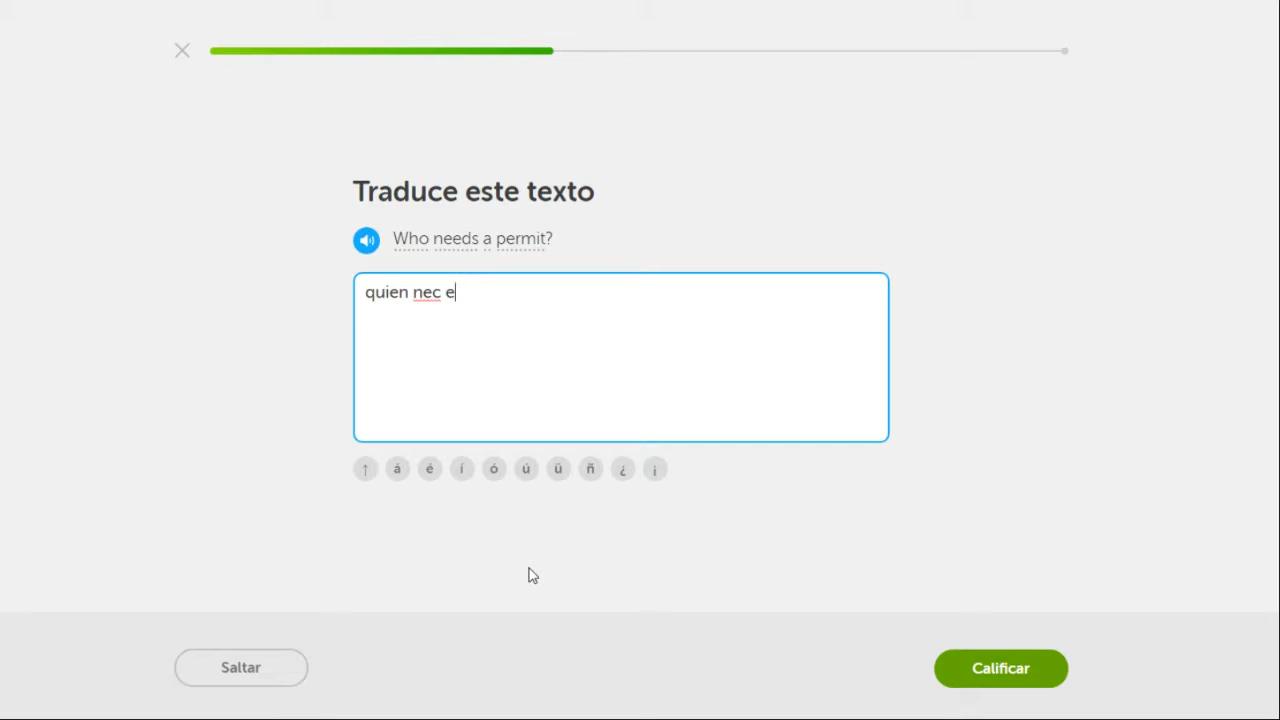 Traduce este texto
Who needs a permit?
quien nec e
↑ á é í ó ú ü ñ ¿ ¡
Saltar
Calificar